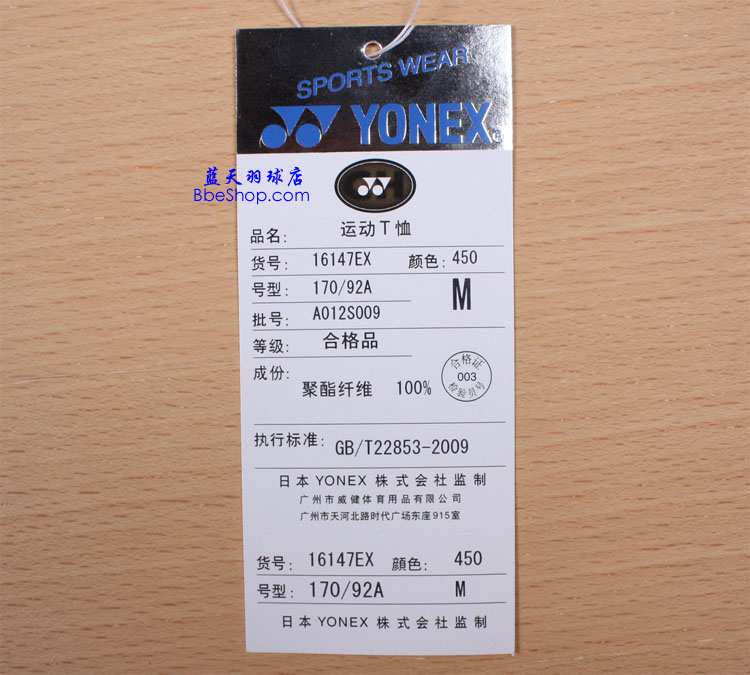 SPORTS WEAR
YONEX®
蓝天羽球店
BbeShop.com
CH
品名: 运动T恤
货号: 16147EX 颜色: 450
号型: 170/92A M
批号: A012S009
等级: 合格品
成份: 聚酯纤维 100%
合格证
003
检验员号
执行标准: GB/T22853-2009
日本 YONEX 株式会社监制
广州市威健体育用品有限公司
广州市天河北路时代广场东座915室
货号: 16147EX 颜色: 450
号型: 170/92A M
日本 YONEX 株式会社监制